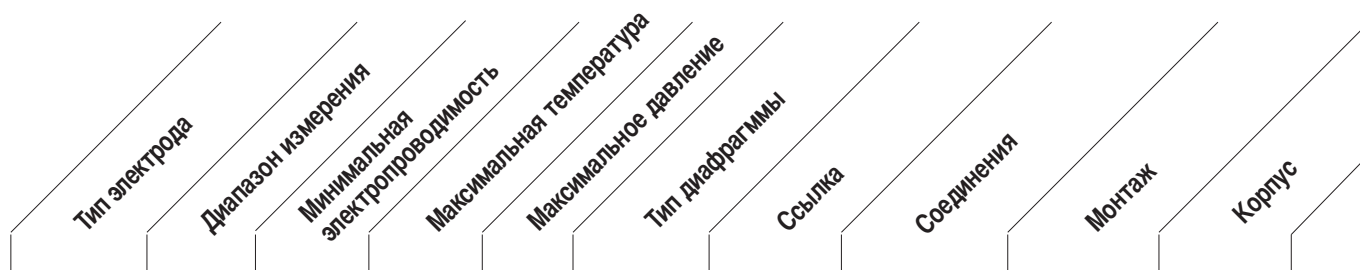 Тип электрода
Диапазон измерения
Минимальная
электропроводимость
Максимальная температура
Максимальное давление
Тип диафрагммы
Ссылка
Соединения
Монтаж
Корпус